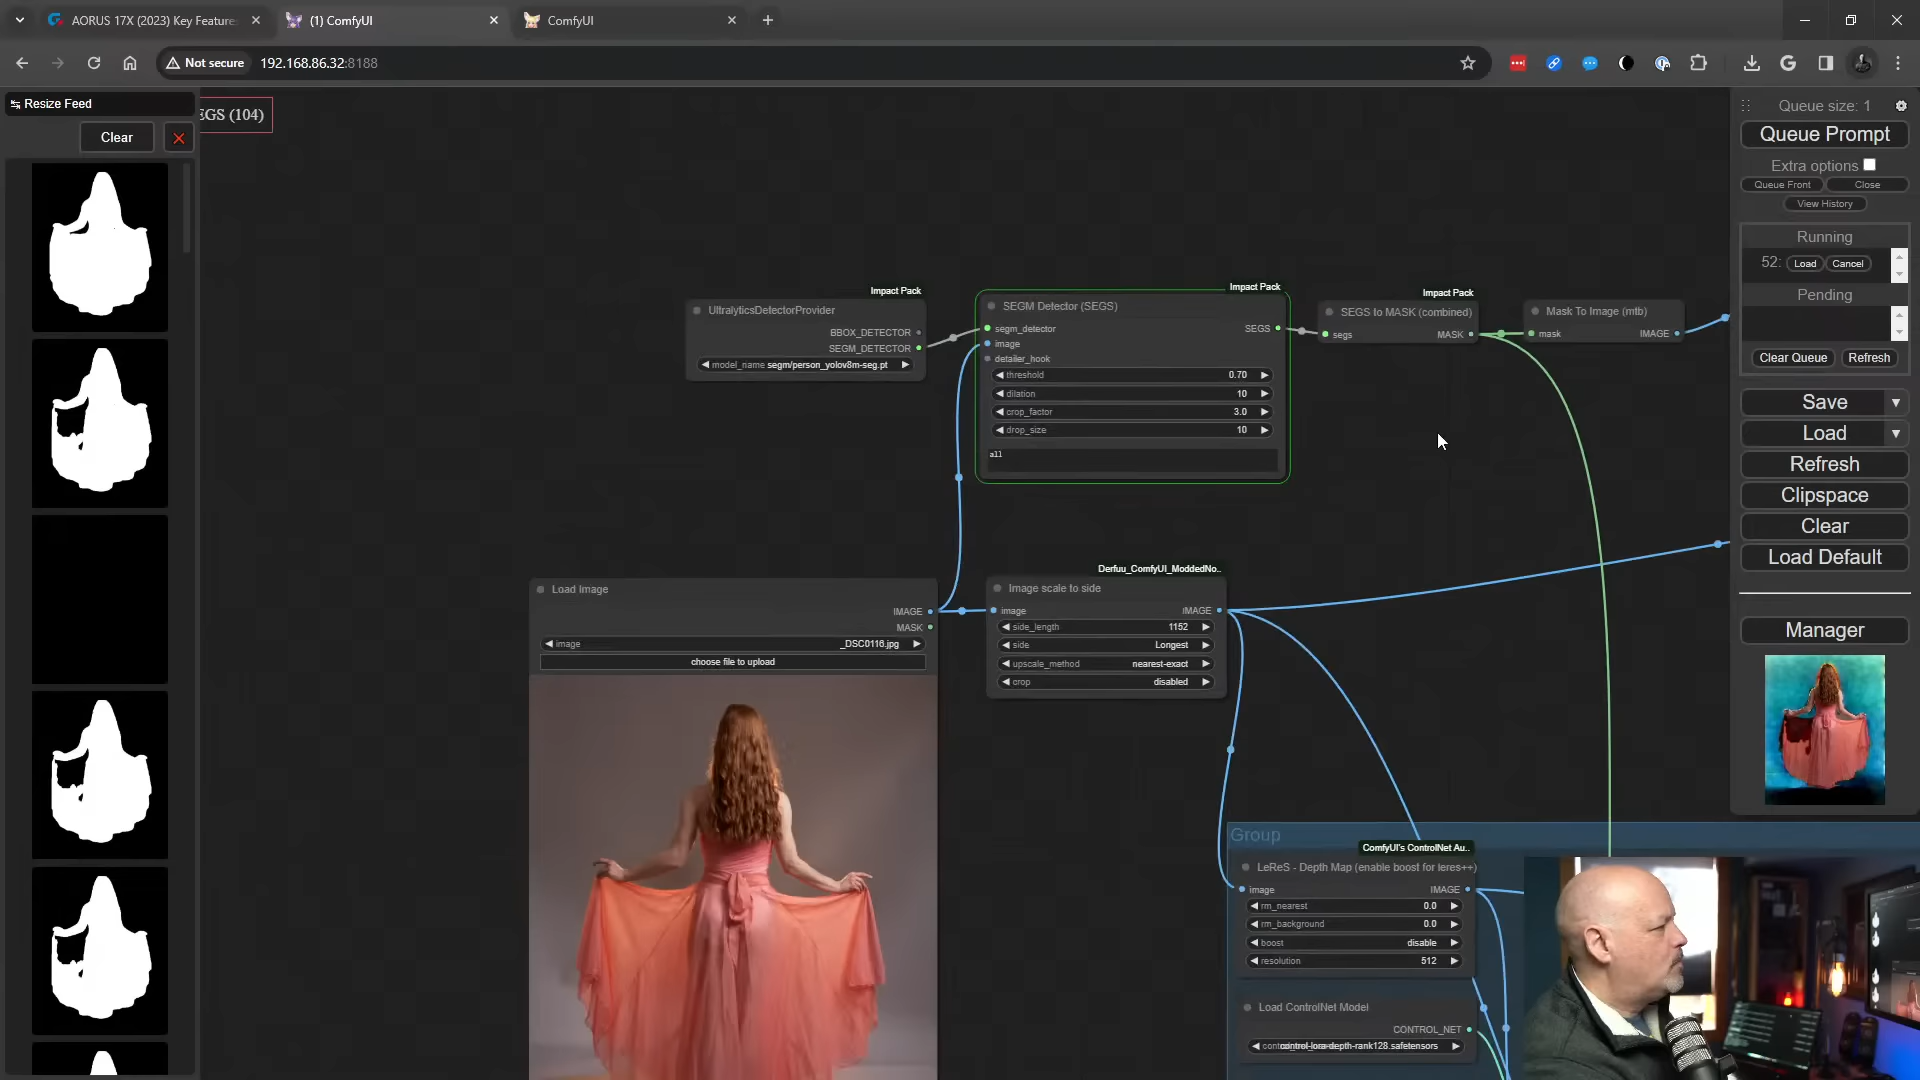 AORUS 17X (2023) Key Feature
(1) ComfyUI
ComfyUI
Not secure
192.168.86.32:8188
Resize Feed
Clear
EGS (104)
Impact Pack
UltralyticsDetectorProvider
BBOX_DETECTOR
SEGM_DETECTOR
model_name segm/person_yolov8m-seg.pt
Impact Pack
SEGM Detector (SEGS)
segm_detector
SEGS
image
detailer_hook
threshold 0.70
dilation 10
crop_factor 3.0
drop_size 10
all
Impact Pack
SEGS to MASK (combined)
segs
MASK
Mask To Image (mtb)
mask
IMAGE
Load Image
IMAGE
MASK
image _DSC0116.jpg
choose file to upload
Derfuu_ComfyUI_ModdedNo..
Image scale to side
image
IMAGE
side_length 1152
side Longest
upscale_method nearest-exact
crop disabled
Group
ComfyUI's ControlNet Au..
LeReS - Depth Map (enable boost for leres++)
image
IMAGE
rm_nearest 0.0
rm_background 0.0
boost disable
resolution 512
Load ControlNet Model
CONTROL_NET
control_lora-depth-rank128.safetensors
Queue size: 1
Queue Prompt
Extra options
Queue Front
Close
View History
Running
52: Load Cancel
Pending
Clear Queue
Refresh
Save
Load
Refresh
Clipspace
Clear
Load Default
Manager